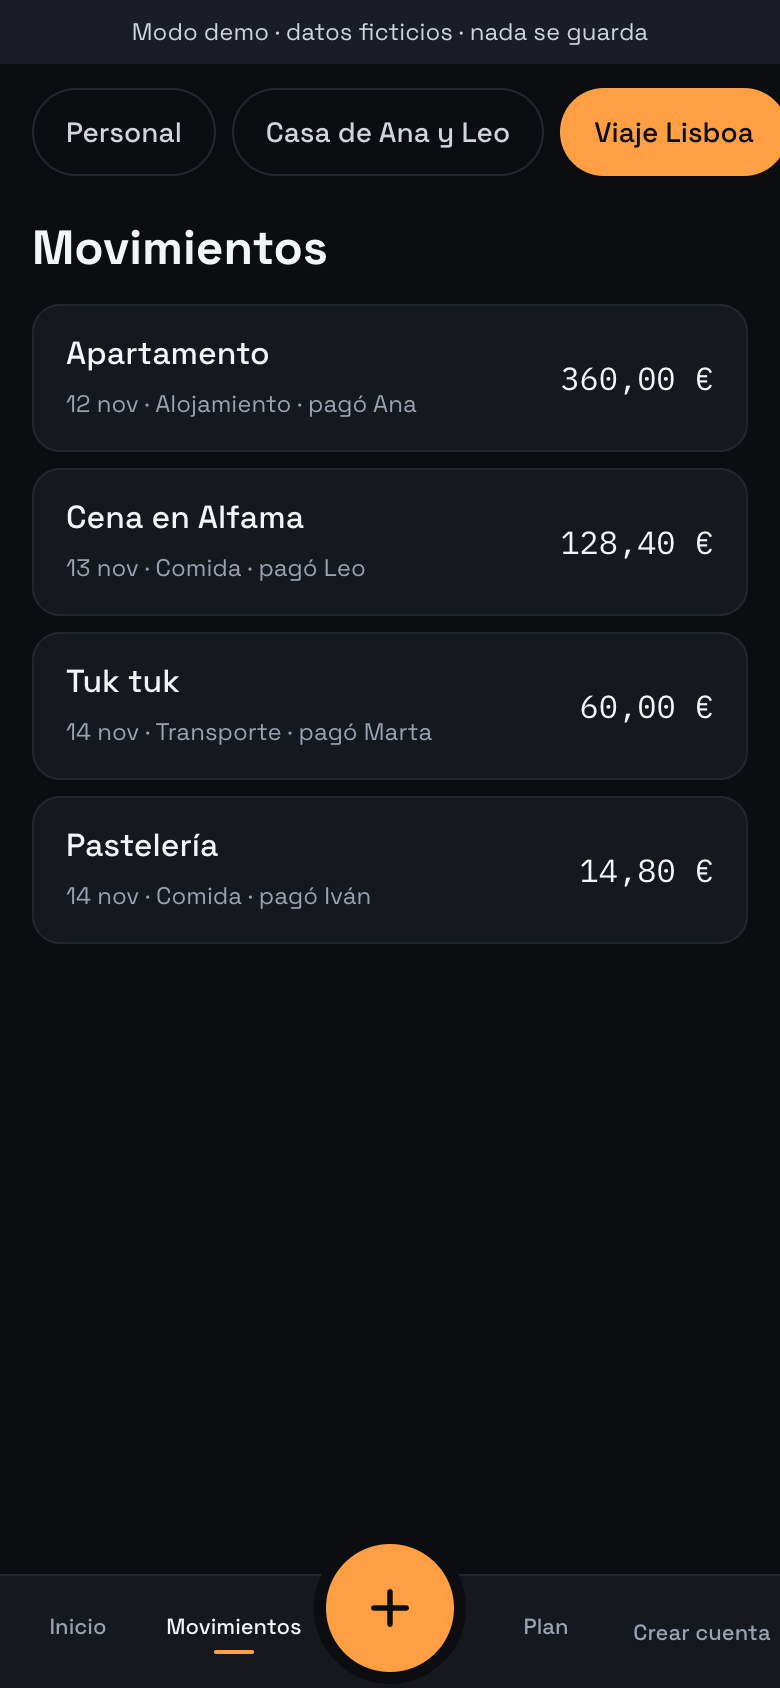 Modo demo · datos ficticios · nada se guarda
Personal
Casa de Ana y Leo
Viaje Lisboa
Movimientos
Apartamento
12 nov · Alojamiento · pagó Ana
360,00 €
Cena en Alfama
13 nov · Comida · pagó Leo
128,40 €
Tuk tuk
14 nov · Transporte · pagó Marta
60,00 €
Pastelería
14 nov · Comida · pagó Iván
14,80 €
Inicio
Movimientos
+
Plan
Crear cuenta